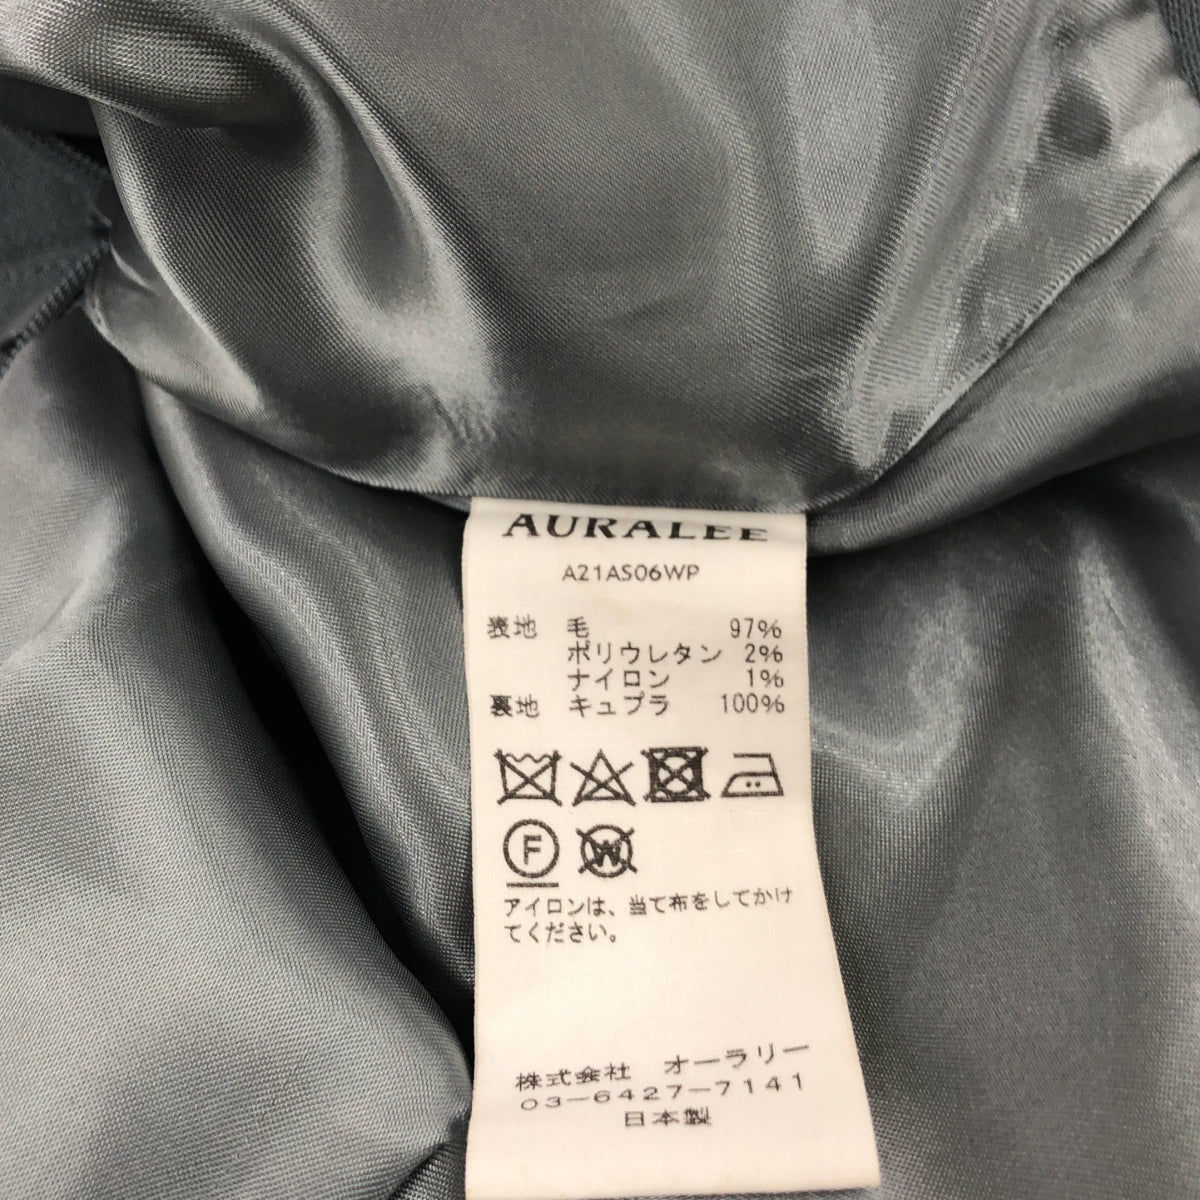 AURALEE
A21AS06WP
表地 毛 97%
ポリウレタン 2%
ナイロン 1%
裏地 キュプラ 100%
F W
アイロンは、当て布をしてかけ
てください。
株式会社 オーラリー
03-6427-7141
日本製